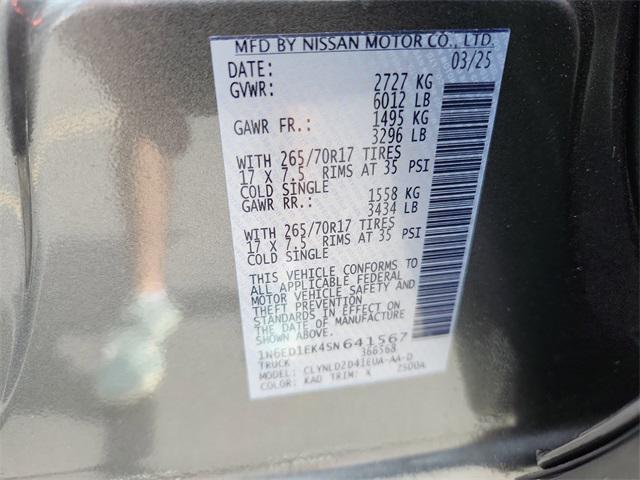 MFD BY NISSAN MOTOR CO., LTD.
DATE: 03/25
GVWR: 2727 KG
6012 LB
GAWR FR.: 1495 KG
3296 LB
WITH 265/70R17 TIRES
17 X 7.5 RIMS AT 35 PSI
COLD SINGLE
GAWR RR.: 1558 KG
3434 LB
WITH 265/70R17 TIRES
17 X 7.5 RIMS AT 35 PSI
COLD SINGLE
THIS VEHICLE CONFORMS TO
ALL APPLICABLE FEDERAL
MOTOR VEHICLE SAFETY AND
THEFT PREVENTION
STANDARDS IN EFFECT ON
THE DATE OF MANUFACTURE
SHOWN ABOVE.
1N6ED1EK4SN641567
TRUCK 366568
MODEL: CLYNLD2D41EUA-AA-D
COLOR: KAD TRIM: X 2500A